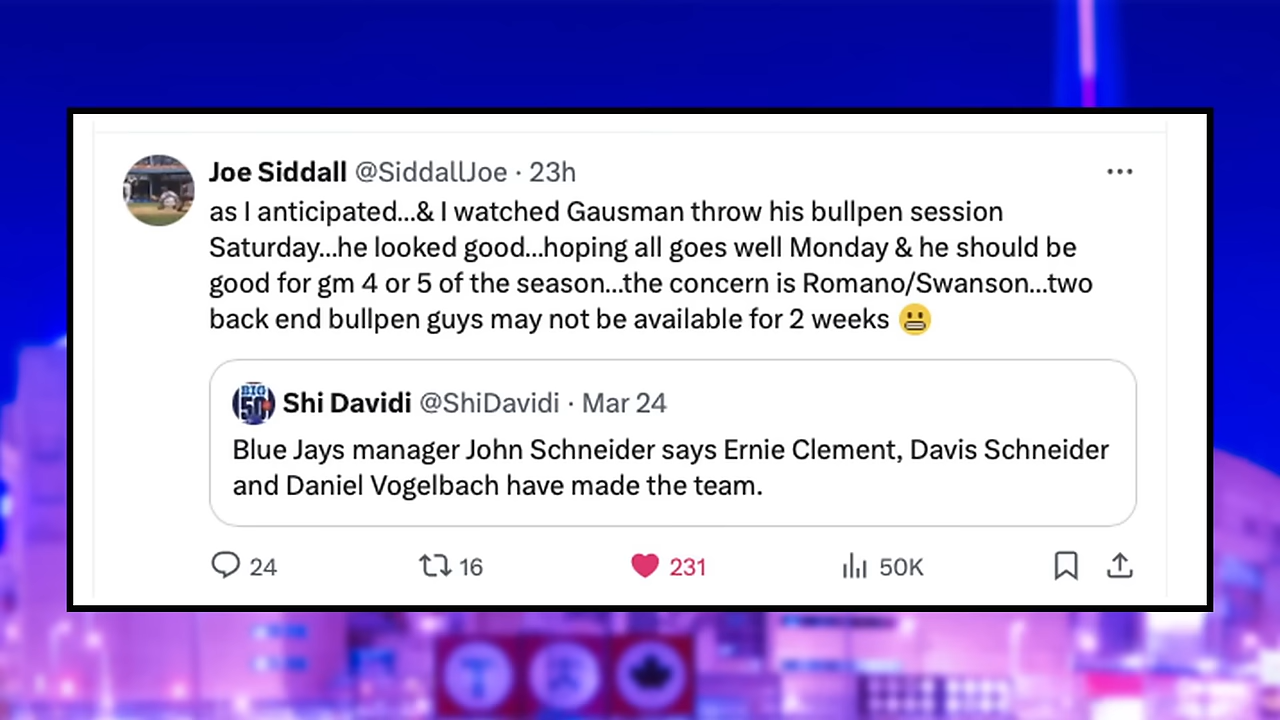 Joe Siddall @SiddallJoe · 23h
as I anticipated...& I watched Gausman throw his bullpen session
Saturday...he looked good...hoping all goes well Monday & he should be
good for gm 4 or 5 of the season...the concern is Romano/Swanson...two
back end bullpen guys may not be available for 2 weeks 😬
BIG
50
Shi Davidi @ShiDavidi · Mar 24
Blue Jays manager John Schneider says Ernie Clement, Davis Schneider
and Daniel Vogelbach have made the team.
24 16 231 50K